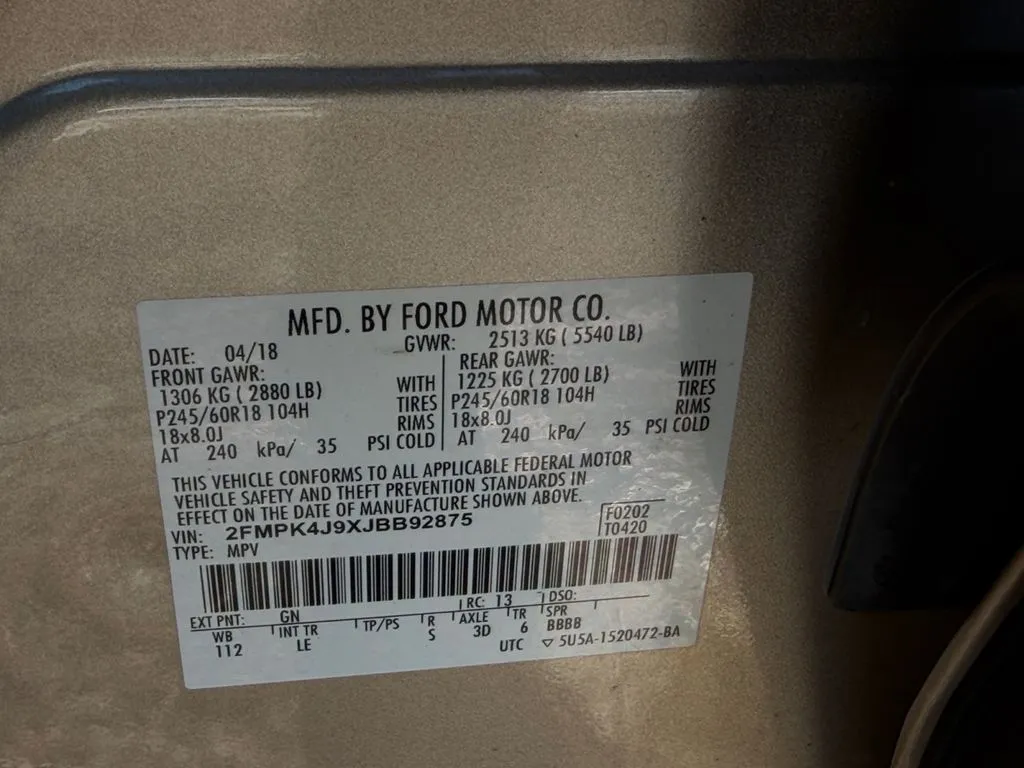 MFD. BY FORD MOTOR CO.
DATE: 04/18 GVWR: 2513 KG ( 5540 LB)
FRONT GAWR:
1306 KG ( 2880 LB) WITH
P245/60R18 104H TIRES
18x8.0J RIMS
AT 240 kPa/ 35 PSI COLD
REAR GAWR:
1225 KG ( 2700 LB) WITH
P245/60R18 104H TIRES
18x8.0J RIMS
AT 240 kPa/ 35 PSI COLD
THIS VEHICLE CONFORMS TO ALL APPLICABLE FEDERAL MOTOR
VEHICLE SAFETY AND THEFT PREVENTION STANDARDS IN
EFFECT ON THE DATE OF MANUFACTURE SHOWN ABOVE.
VIN: 2FMPK4J9XJBB92875 F0202
TYPE: MPV T0420
EXT PNT: GN RC: 13 DSO:
WB INT TR TP/PS R AXLE TR SPR
112 LE S 3D 6 BBBB
UTC ▽ 5U5A-1520472-BA